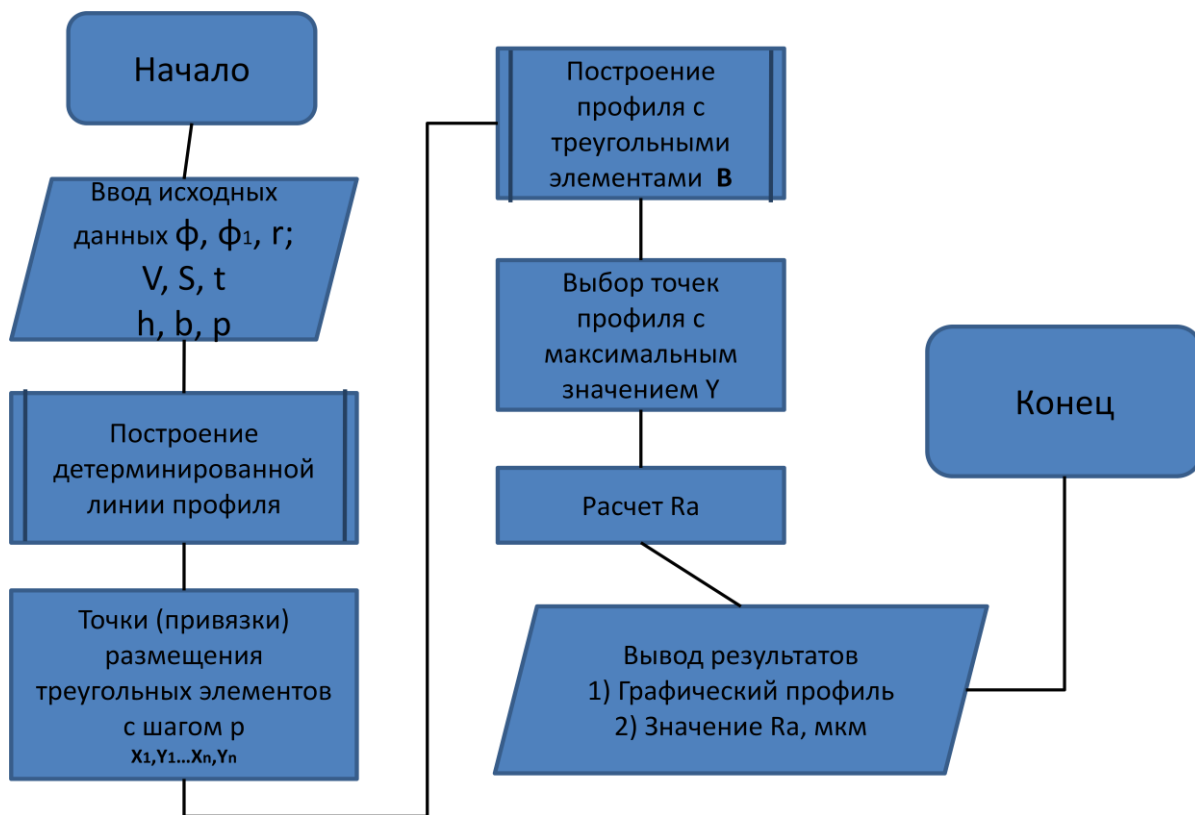 Начало
Ввод исходных
данных ф, ф₁, r;
V, S, t
h, b, p
Построение
детерминированной
линии профиля
Точки (привязки)
размещения
треугольных элементов
с шагом р
X₁,Y₁...Xₙ,Yₙ
Построение
профиля с
треугольными
элементами В
Выбор точек
профиля с
максимальным
значением Y
Расчет Ra
Вывод результатов
1) Графический профиль
2) Значение Ra, мкм
Конец